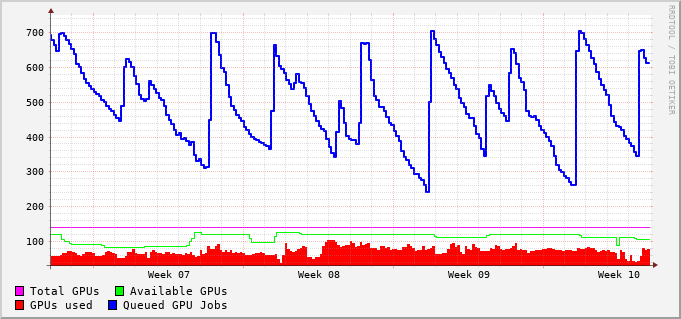 RRDTOOL / TOBI OETIKER
700
600
500
400
300
200
100
Week 07 Week 08 Week 09 Week 10
Total GPUs Available GPUs
GPUs used Queued GPU Jobs